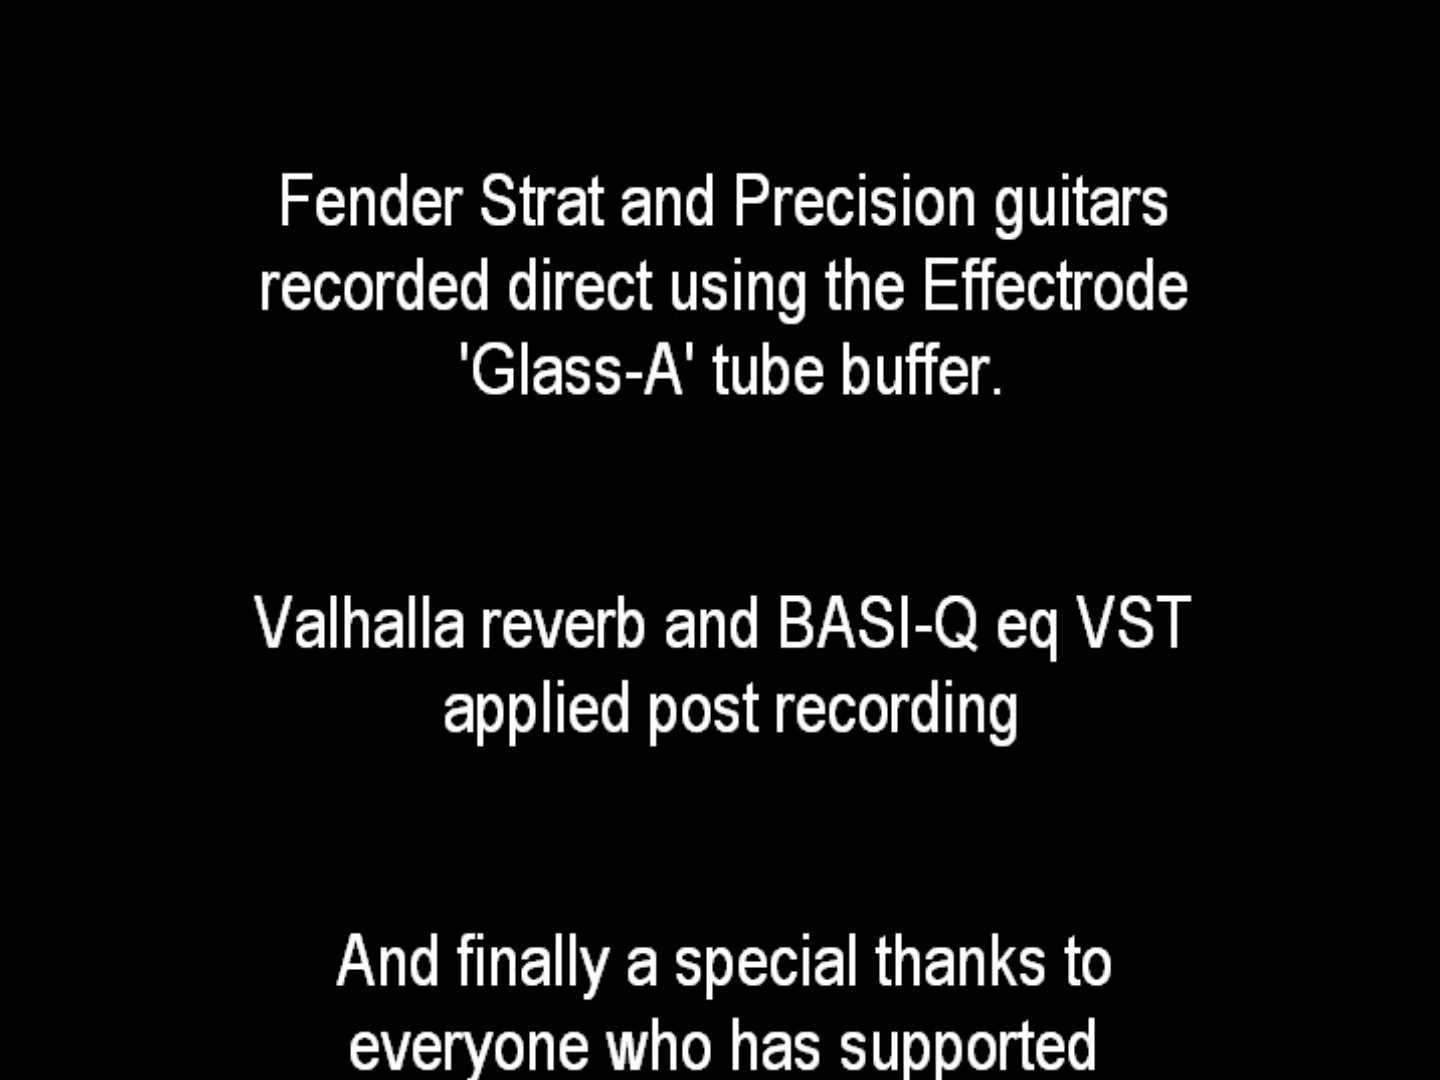 Fender Strat and Precision guitars
recorded direct using the Effectrode
'Glass-A' tube buffer.
Valhalla reverb and BASI-Q eq VST
applied post recording
And finally a special thanks to
everyone who has supported